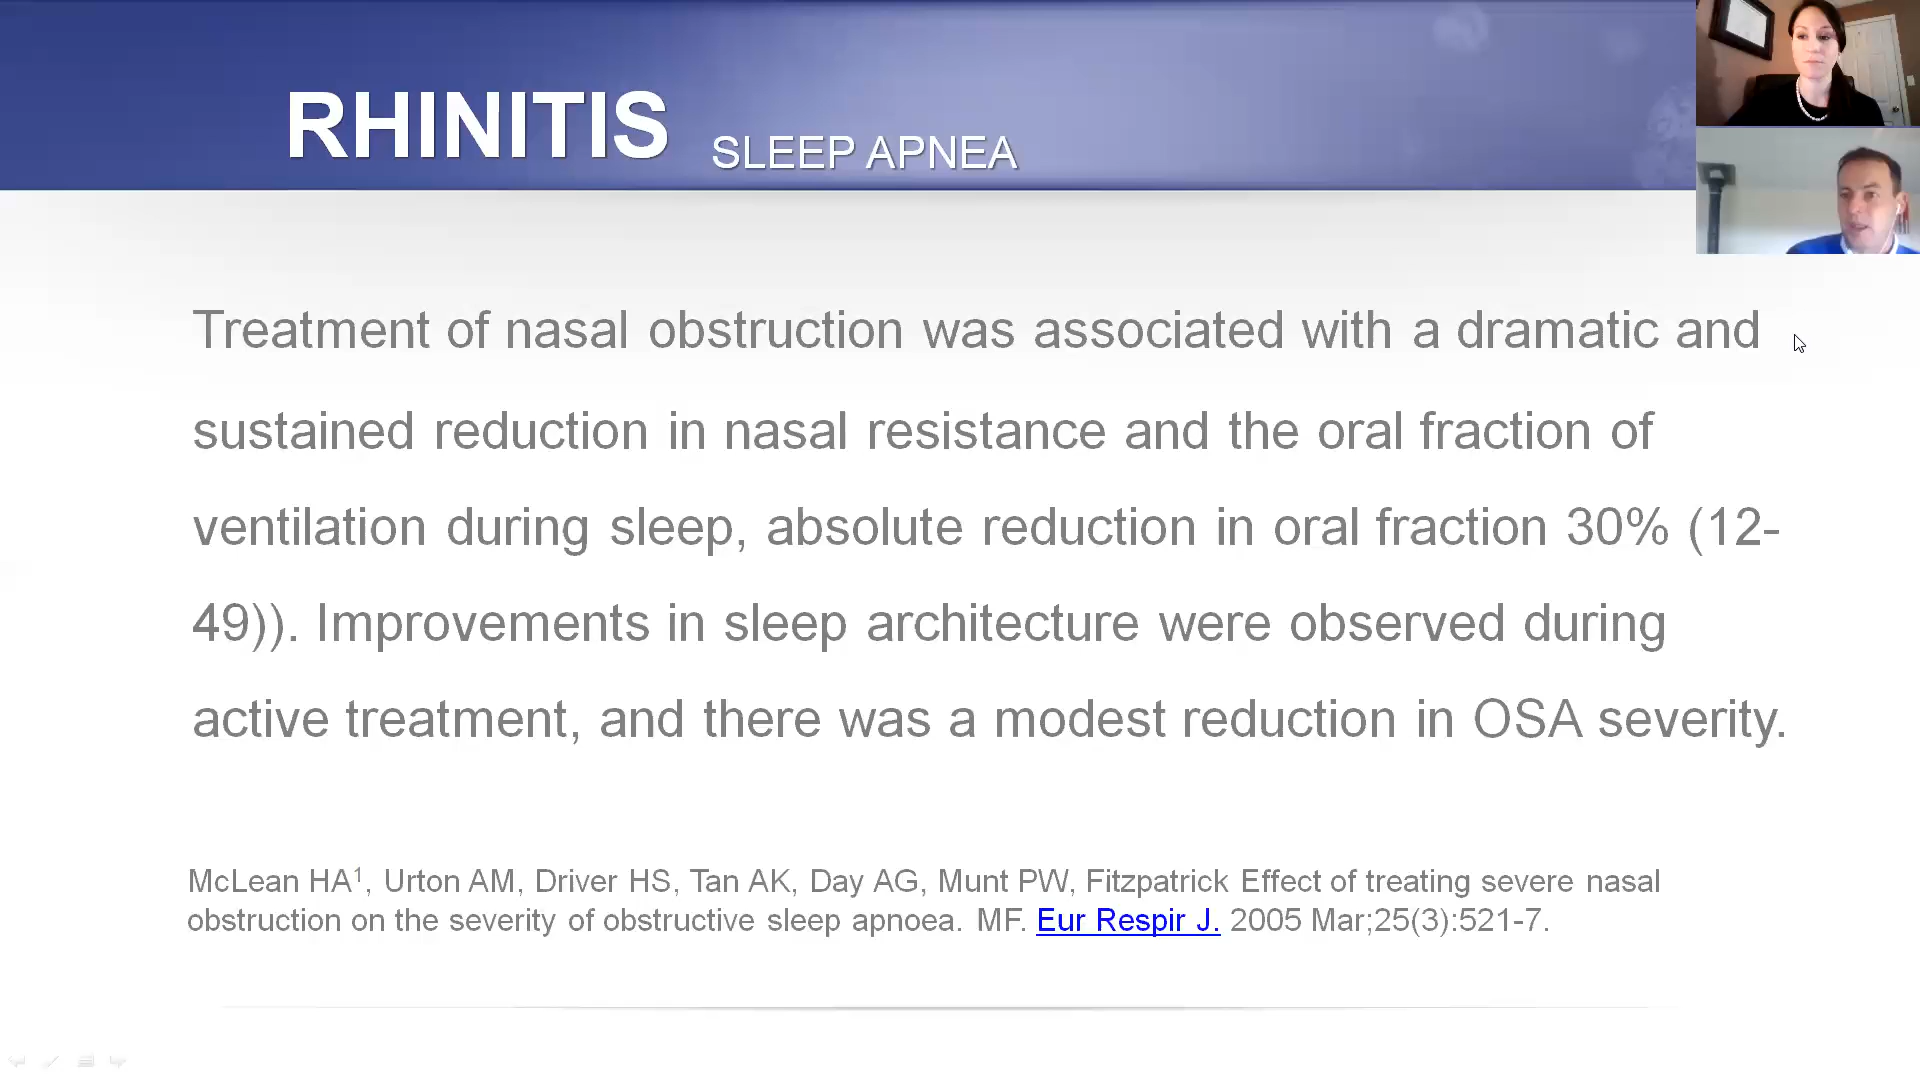 RHINITIS SLEEP APNEA
Treatment of nasal obstruction was associated with a dramatic and
sustained reduction in nasal resistance and the oral fraction of
ventilation during sleep, absolute reduction in oral fraction 30% (12-
49)). Improvements in sleep architecture were observed during
active treatment, and there was a modest reduction in OSA severity.
McLean HA¹, Urton AM, Driver HS, Tan AK, Day AG, Munt PW, Fitzpatrick Effect of treating severe nasal
obstruction on the severity of obstructive sleep apnoea. MF. Eur Respir J. 2005 Mar;25(3):521-7.